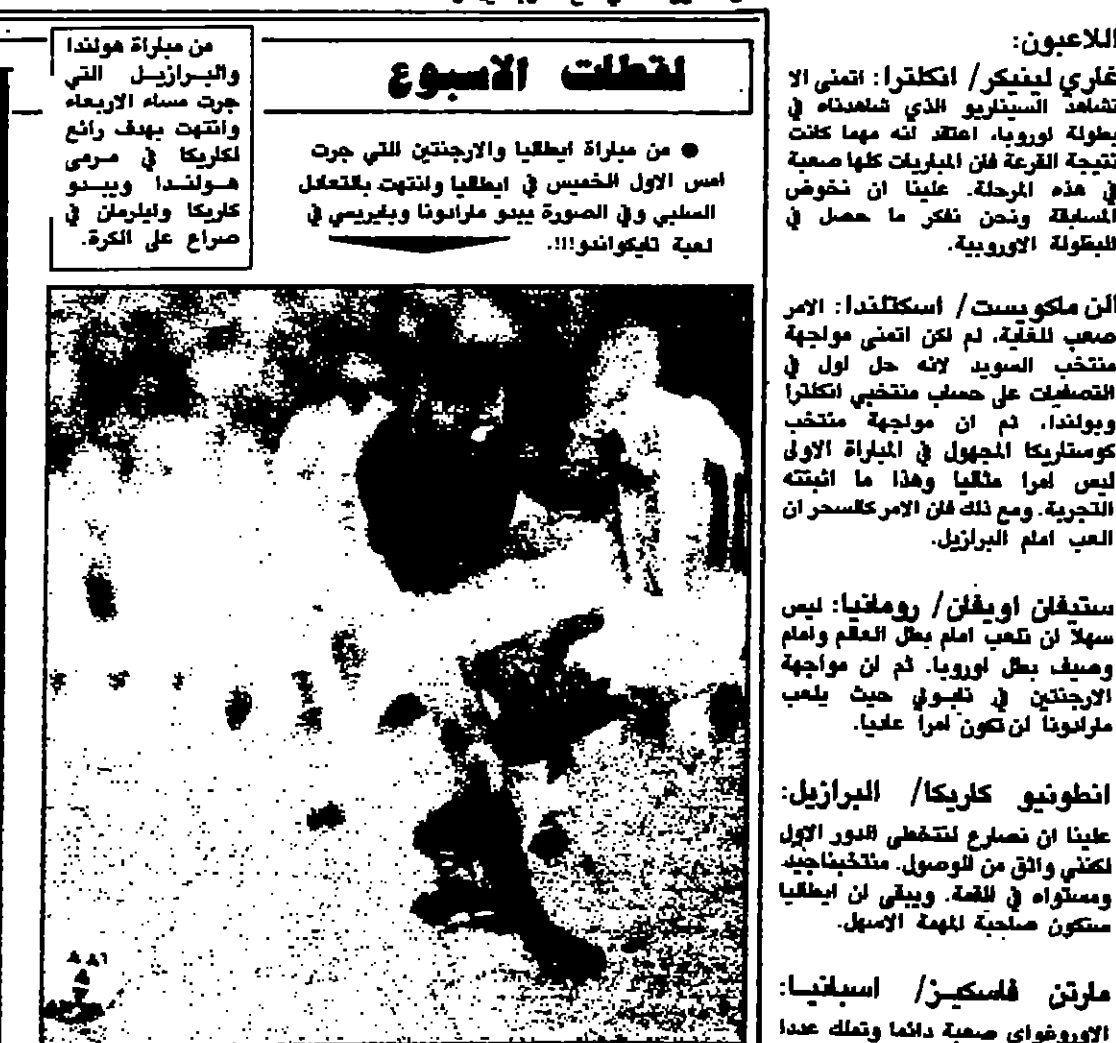 اللاعبون:
غاري لينيكر/ انكلترا: اتمنى الا
نشاهد السيناريو الذي شاهدناه في
بطولة اوروبا، اعتقد انه مهما كانت
نتيجة القرعة فان المباريات كلها صعبة
في هذه المرحلة. علينا ان نخوض
المسابقة ونحن نفكر ما حصل في
البطولة الاوروبية.
الن ماكويست/ اسكتلندا: الامر
صعب للغاية، لم اكن اتمنى مواجهة
منتخب السويد لانه حل اول في
التصفيات على حساب منتخبي انكلترا
وبولندا. ثم ان مواجهة منتخب
كوستاريكا المجهول في المباراة الاولى
ليس امرا مثاليا وهذا ما اثبتته
التجربة. ومع ذلك فان الامر كالسحر ان
العب امام البرازيل.
ستيفان اويفان/ رومانيا: ليس
سهلا ان تلعب امام بطل العالم وامام
وصيف بطل اوروبا. ثم ان مواجهة
الارجنتين في نابولي حيث يلعب
مارادونا لن تكون امرا عاديا.
انطونيو كاريكا/ البرازيل:
علينا ان نصارع لنتخطى الدور الاول
لكنني واثق من الوصول. منتخبنا جيد
ومستواه في القمة. ويبقى ان ايطاليا
ستكون صاحبة المهمة الاسهل.
مارتن فاسكيز/ اسبانيا:
الاوروغواي صعبة دائما وتملك عددا
لقطات الاسبوع
● من مباراة ايطاليا والارجنتين التي جرت
امس الاول الخميس في ايطاليا وانتهت بالتعادل
السلبي وفي الصورة يبدو مارادونا وباييريسي في
لعبة تايكواندو!!!.
من مباراة هولندا
والبرازيل التي
جرت مساء الاربعاء
وانتهت بهدف رائع
لكاريكا في مرمى
هولندا ويبدو
كاريكا وليلرمان في
صراع على الكرة.